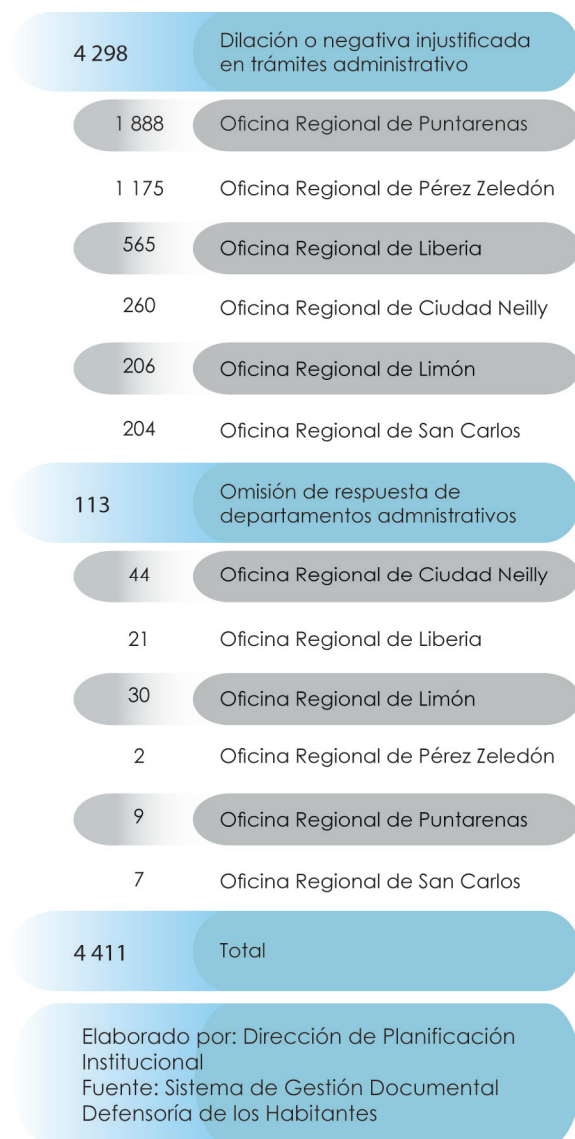 4 298 Dilación o negativa injustificada
en trámites administrativo
1 888 Oficina Regional de Puntarenas
1 175 Oficina Regional de Pérez Zeledón
565 Oficina Regional de Liberia
260 Oficina Regional de Ciudad Neilly
206 Oficina Regional de Limón
204 Oficina Regional de San Carlos
113 Omisión de respuesta de
departamentos admnistrativos
44 Oficina Regional de Ciudad Neilly
21 Oficina Regional de Liberia
30 Oficina Regional de Limón
2 Oficina Regional de Pérez Zeledón
9 Oficina Regional de Puntarenas
7 Oficina Regional de San Carlos
4 411 Total
Elaborado por: Dirección de Planificación
Institucional
Fuente: Sistema de Gestión Documental
Defensoría de los Habitantes